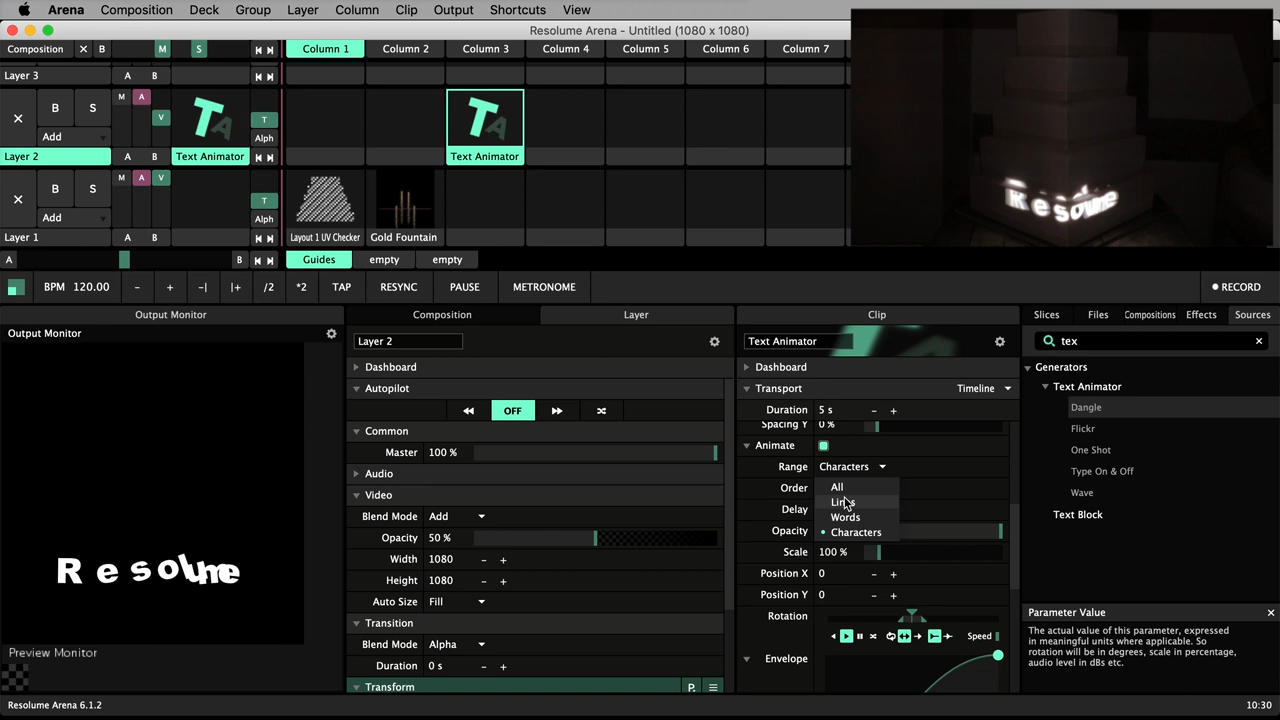 Arena Composition Deck Group Layer Column Clip Output Shortcuts View
Resolume Arena - Untitled (1080 x 1080)
Composition B M S Column 1 Column 2 Column 3 Column 4 Column 5 Column 6 Column 7
Layer 3 A B
B S M A V T
Add Alph
Layer 2 A B Text Animator Text Animator
B S M A V T
Add Alph
Layer 1 A B Layout 1 UV Checker Gold Fountain
A B Guides empty empty
BPM 120.00 - + -| |+ /2 *2 TAP RESYNC PAUSE METRONOME RECORD
Output Monitor
Output Monitor
Resolume
Preview Monitor
Composition Layer
Layer 2
Dashboard
Autopilot
OFF
Common
Master 100 %
Audio
Video
Blend Mode Add
Opacity 50 %
Width 1080 - +
Height 1080 - +
Auto Size Fill
Transition
Blend Mode Alpha
Duration 0 s - +
Transform P.
Clip
Text Animator
Dashboard
Transport Timeline
Duration 5 s - +
Spacing Y 0 %
Animate
Range Characters
Order
Delay
Opacity
All
Lines
Words
Characters
Scale 100 %
Position X 0 - +
Position Y 0 - +
Rotation
Speed
Envelope
Slices Files Compositions Effects Sources
tex
Generators
Text Animator
Dangle
Flickr
One Shot
Type On & Off
Wave
Text Block
Parameter Value
The actual value of this parameter, expressed
in meaningful units where applicable. So
rotation will be in degrees, scale in percentage,
audio level in dBs etc.
Resolume
Resolume Arena 6.1.2 10:30